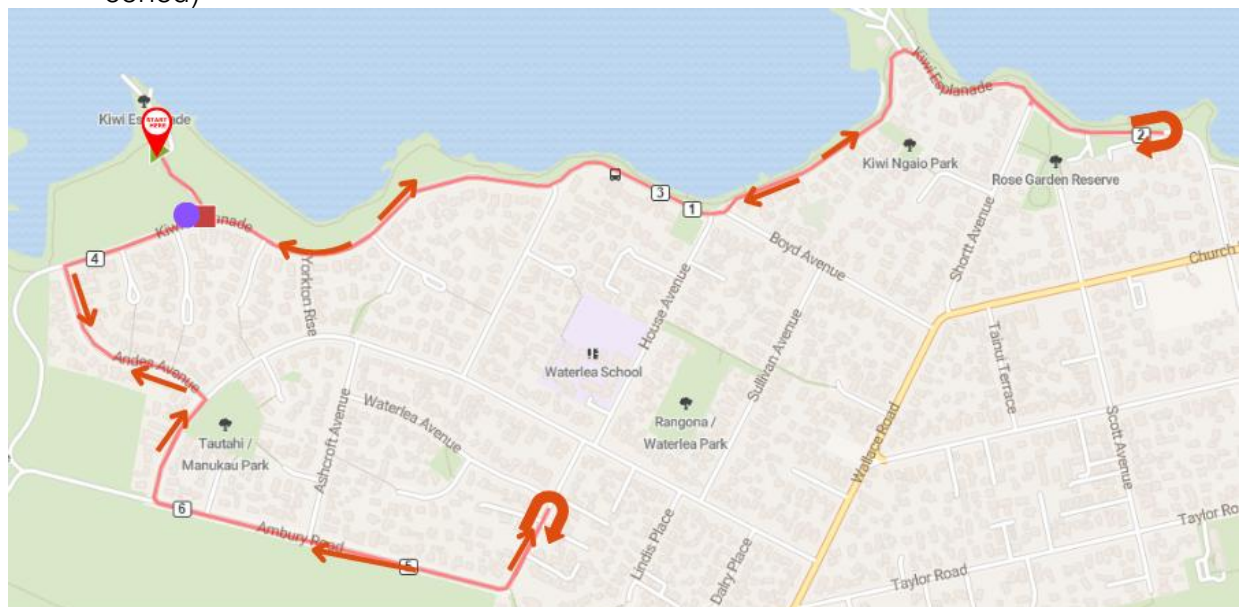 Kiwi Esplanade
START
HERE
Kiwi Esplanade
2
Kiwi Ngaio Park
Rose Garden Reserve
3
1
4
Yorkton Rise
Boyd Avenue
Shortt Avenue
Church
House Avenue
Waterlea School
Andes Avenue
Sullivan Avenue
Tainui Terrace
Waterlea Avenue
Rangona /
Waterlea Park
Tautahi /
Manukau Park
Ashcroft Avenue
Wallace Road
Scott Avenue
6
Ambury Road
5
Lindis Place
Dalry Place
Taylor Road
Taylor Ro